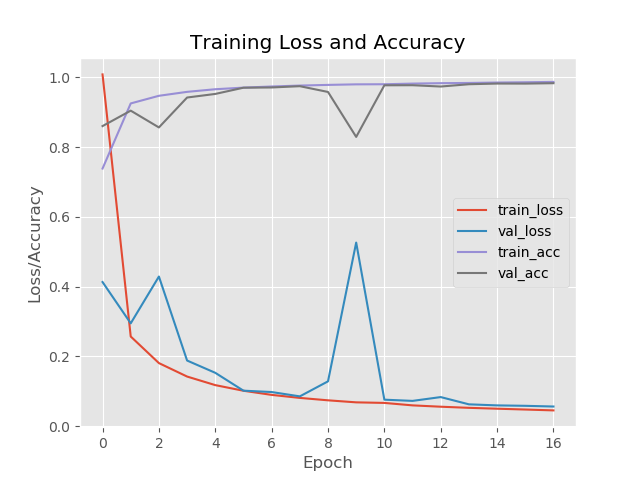 Training Loss and Accuracy
Loss/Accuracy
1.0
0.8
0.6
0.4
0.2
0.0
train_loss
val_loss
train_acc
val_acc
0 2 4 6 8 10 12 14 16
Epoch